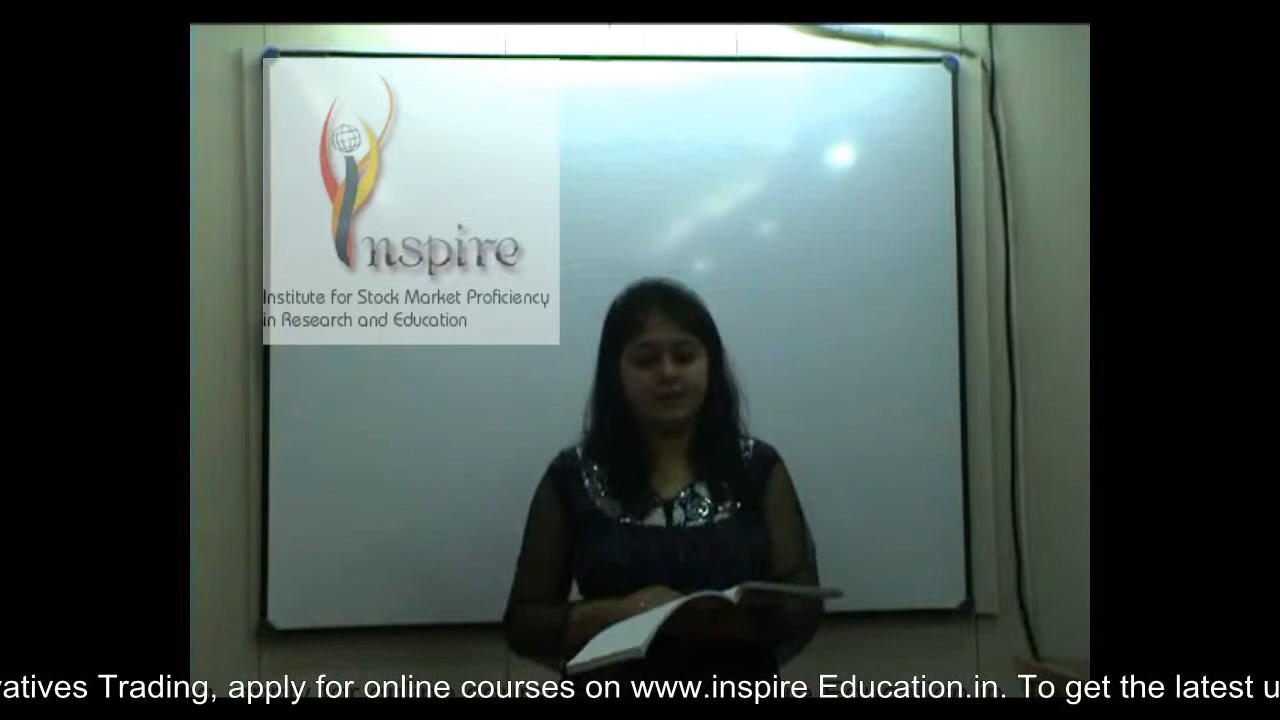 Inspire
Institute for Stock Market Proficiency
in Research and Education
vatives Trading, apply for online courses on www.inspire Education.in. To get the latest u